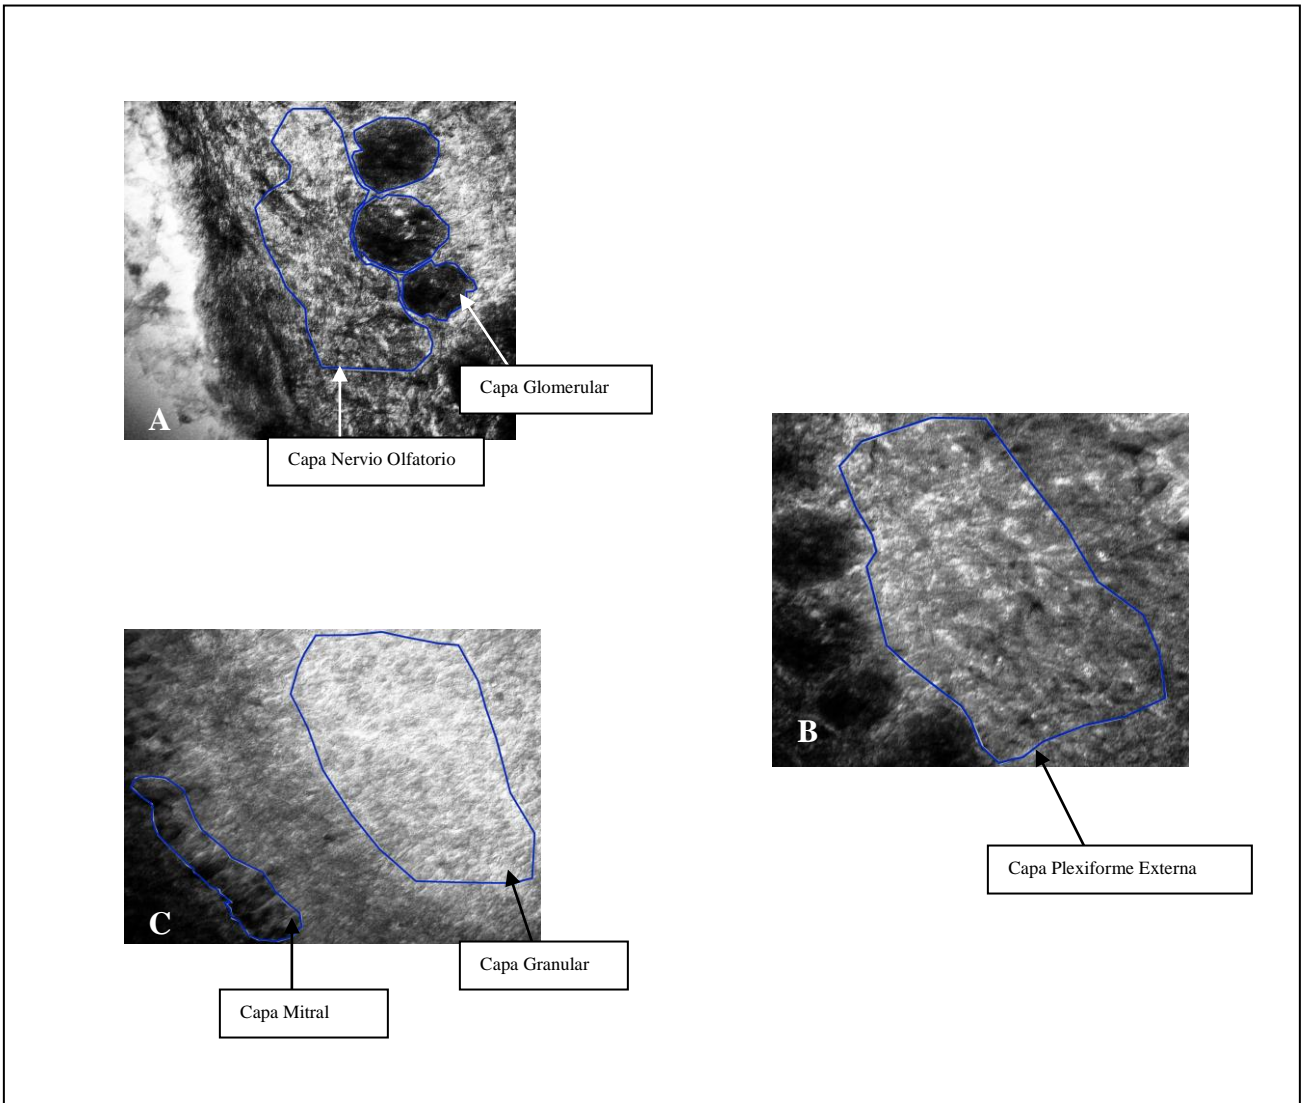 A
Capa Glomerular
Capa Nervio Olfatorio
B
Capa Plexiforme Externa
C
Capa Granular
Capa Mitral